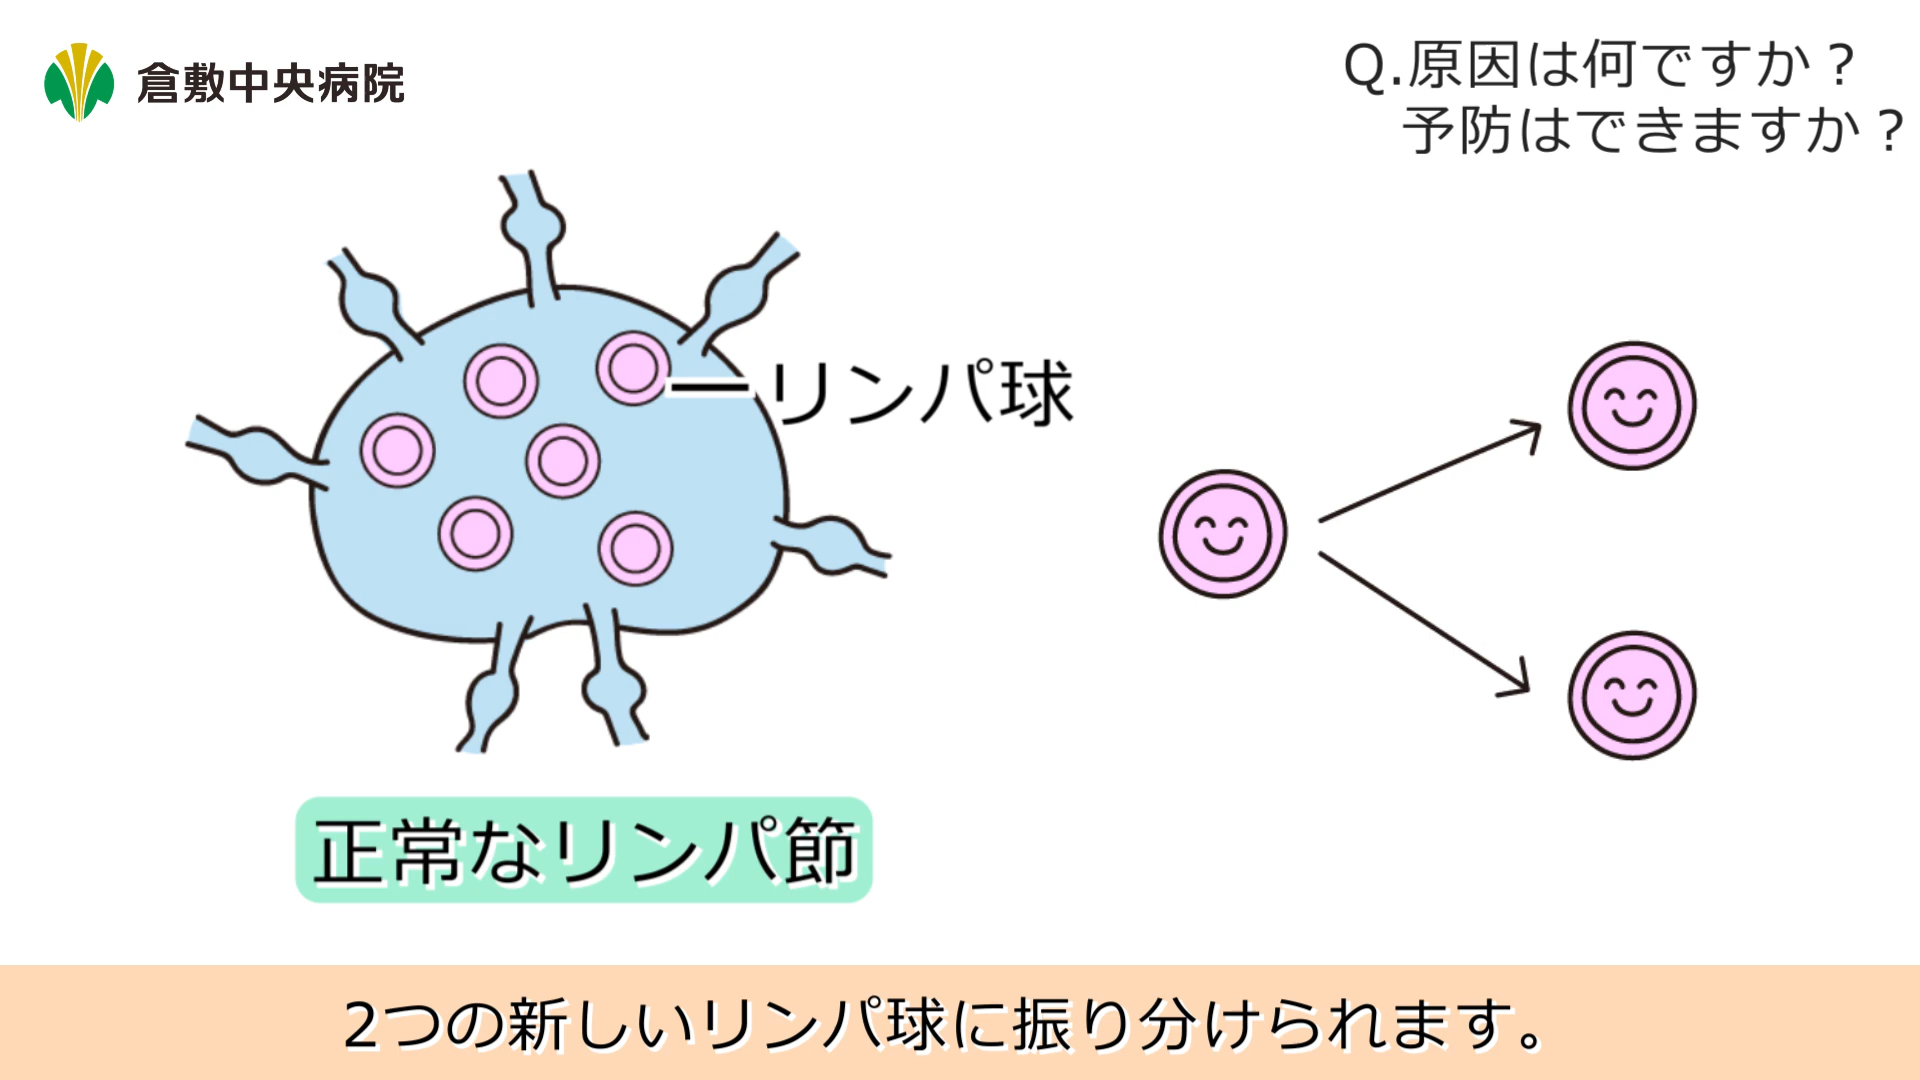 倉敷中央病院
Q.原因は何ですか？
予防はできますか？
リンパ球
正常なリンパ節
2つの新しいリンパ球に振り分けられます。